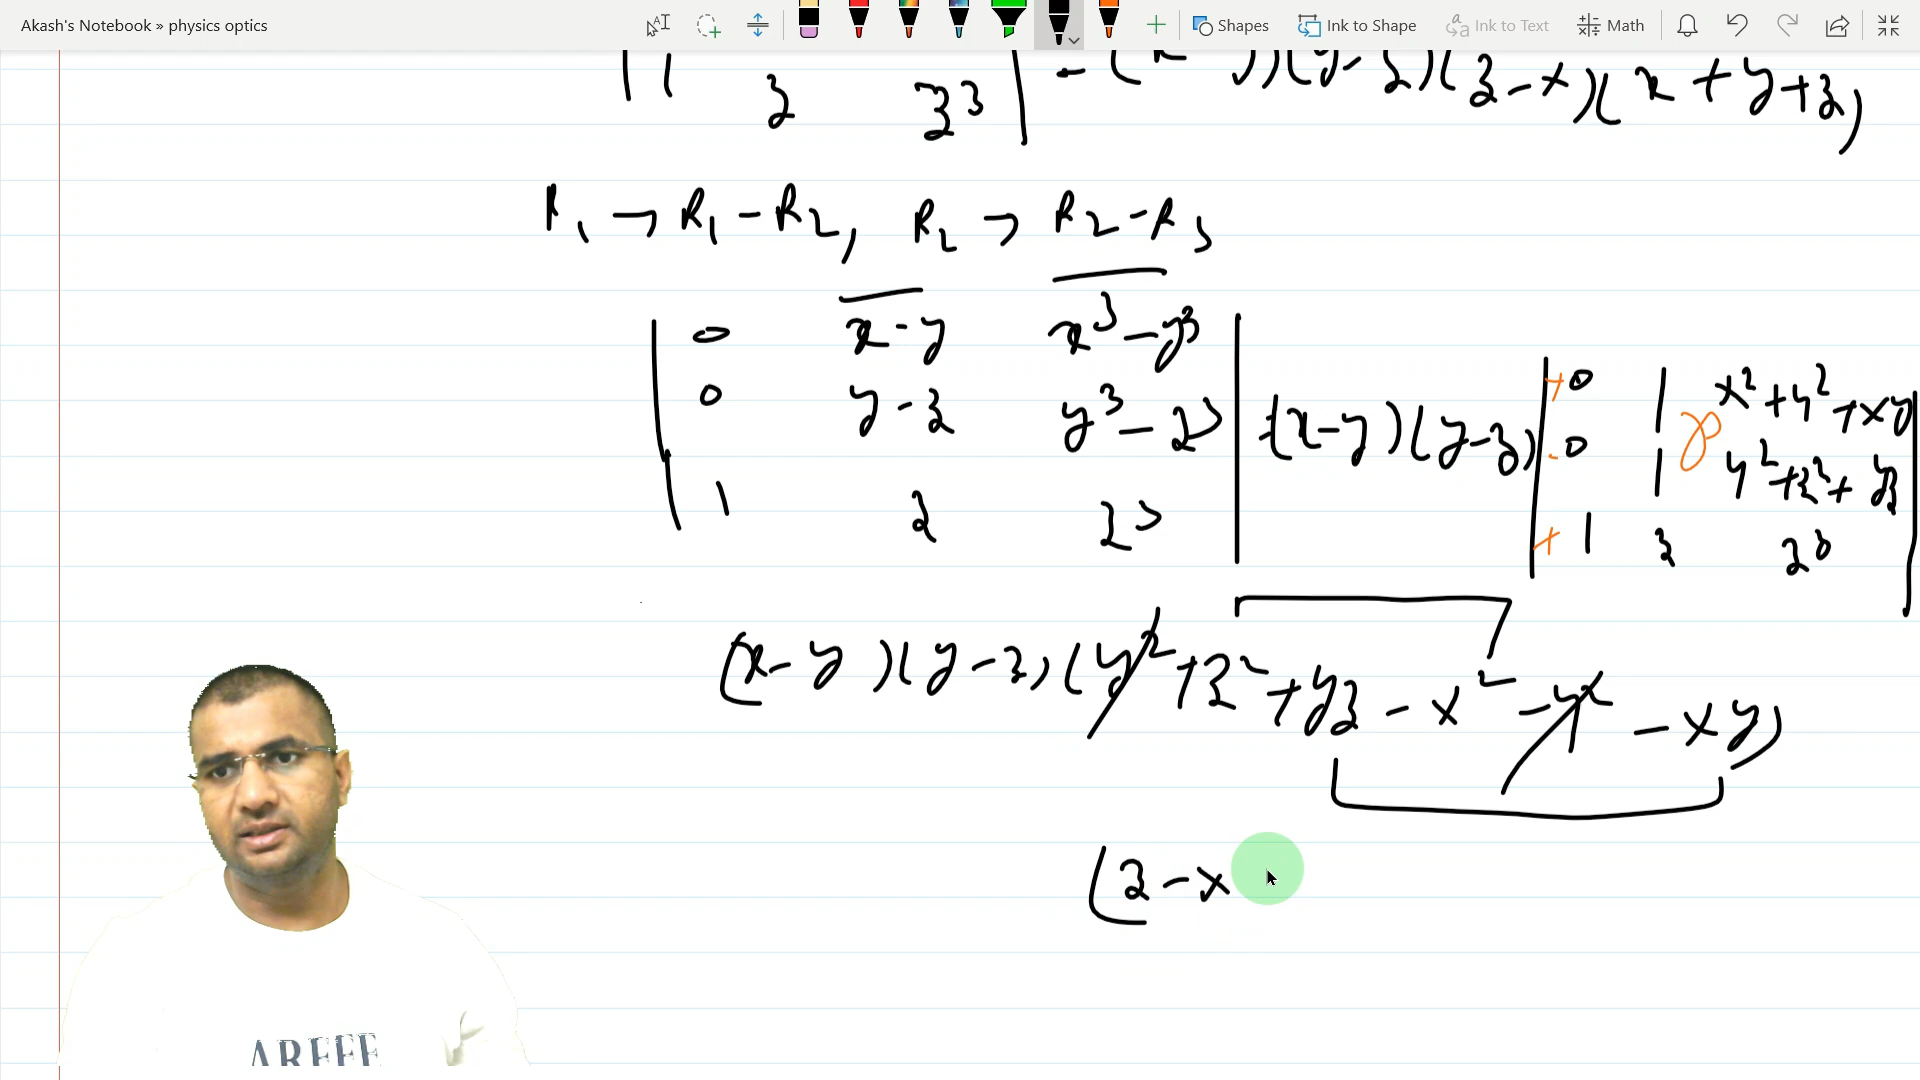 Akash's Notebook » physics optics
Shapes Ink to Shape Ink to Text Math
| 1 z z³ | = (x - y)(y - z)(z - x)(x + y + z)
R₁ → R₁ - R₂, R₂ → R₂ - R₃
| 0 x - y x³ - y³ |
| 0 y - z y³ - z³ | = (x - y)(y - z)
| 1 z z³ |
| + 0 1 x² + y² + xy |
| - 0 1 y² + z² + yz |
| + 1 z z³ |
(x - y)(y - z)(y² + z² + yz - x² - y² - xy)
(z - x
AREEE